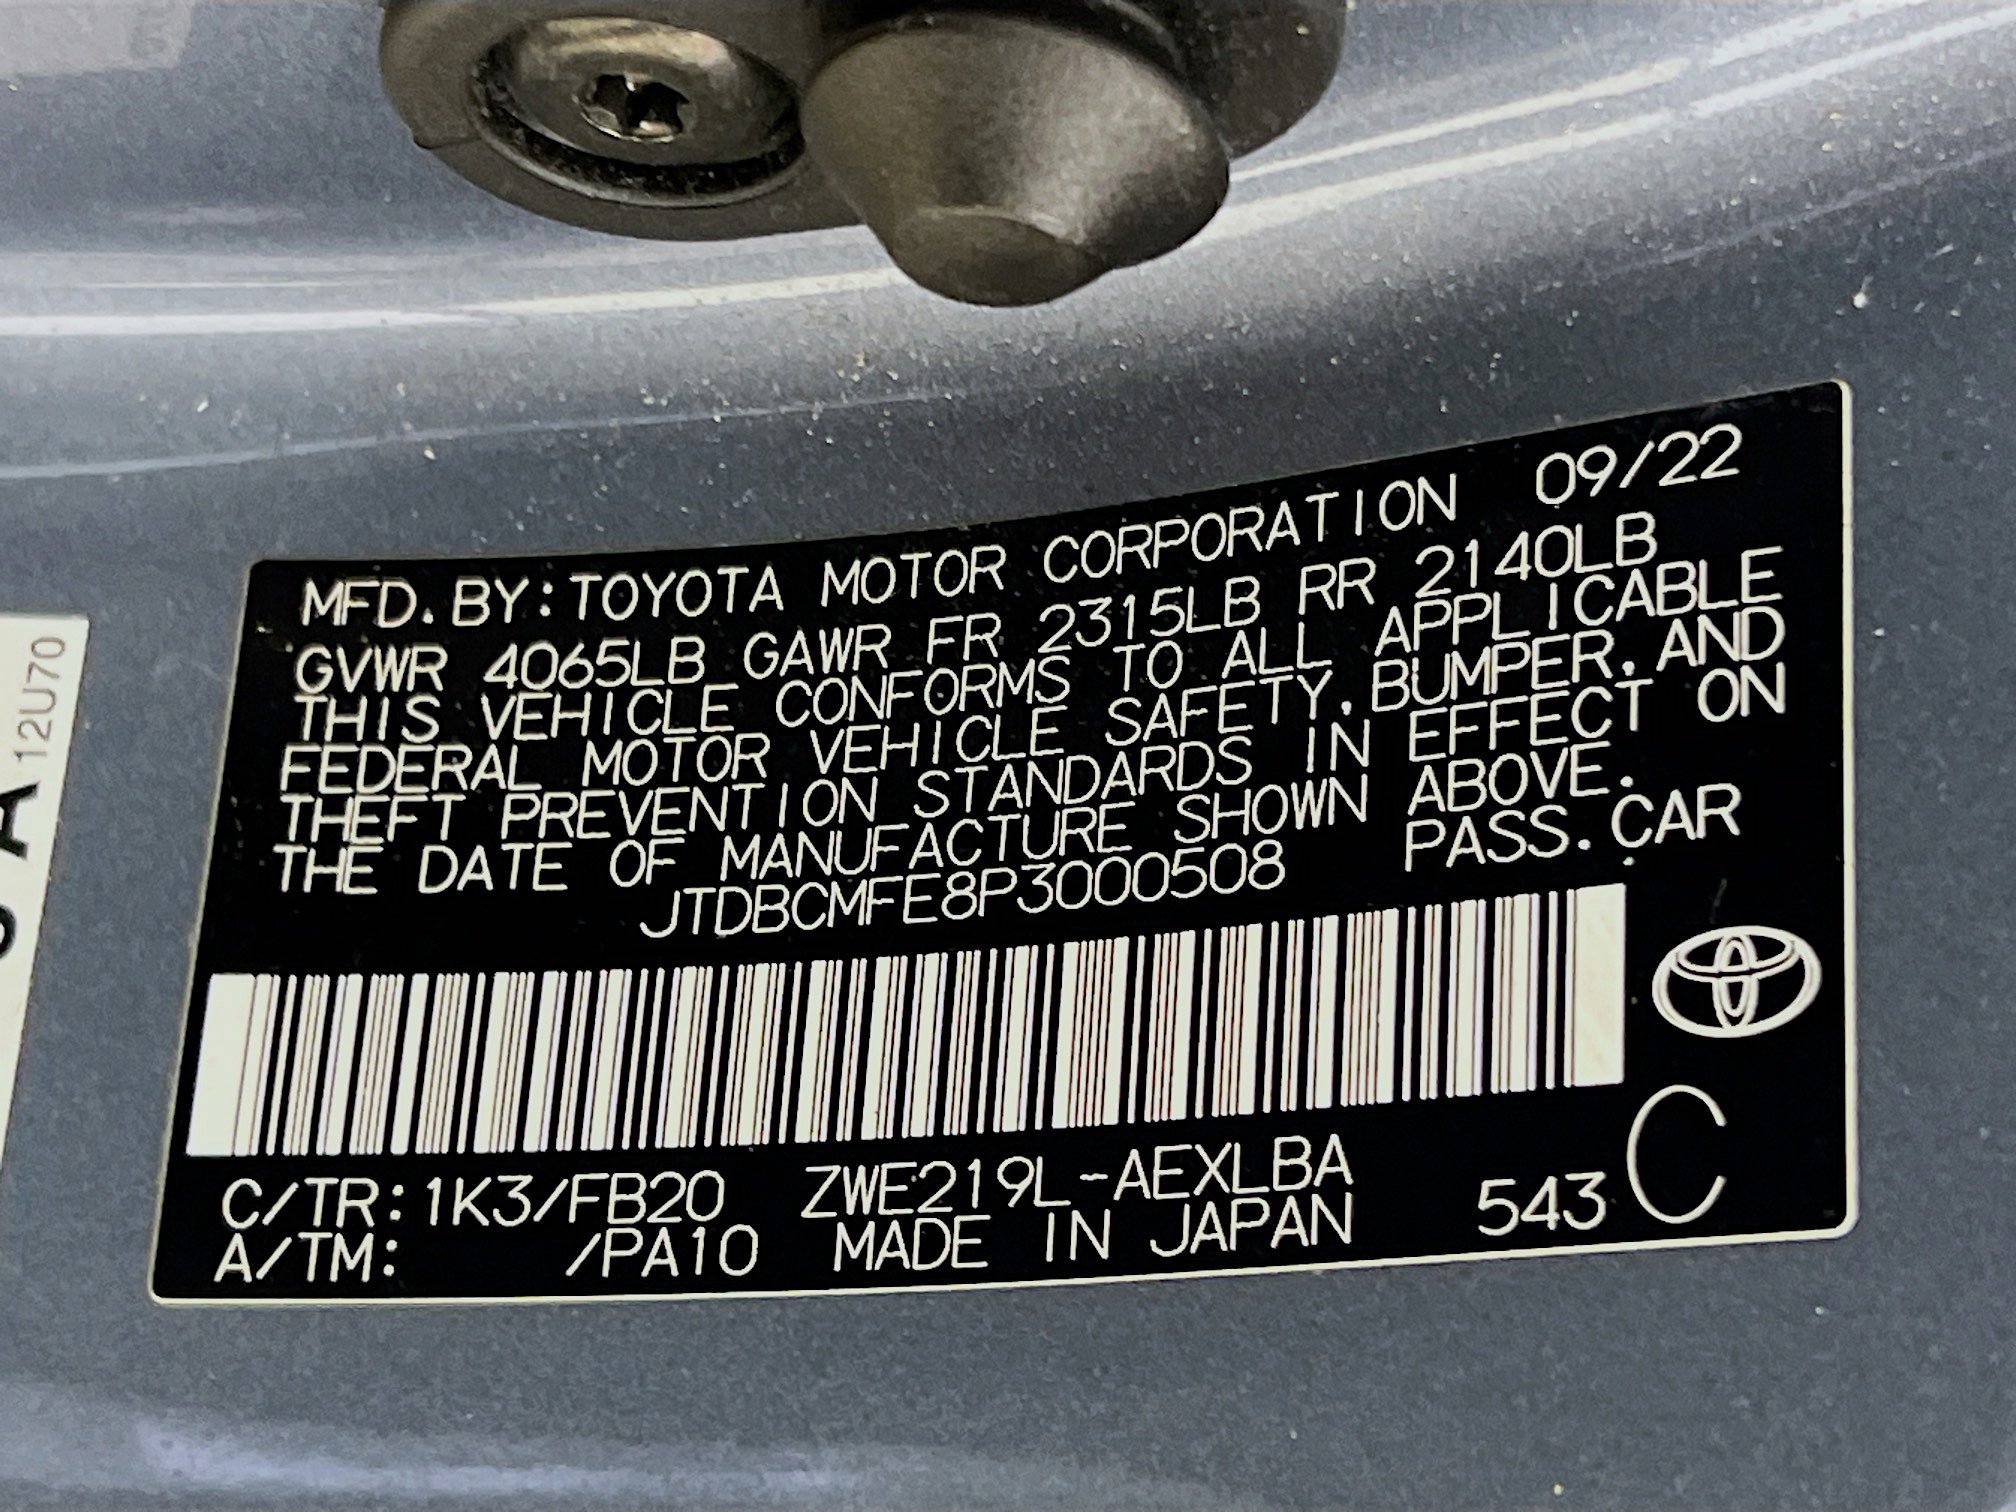 MFD. BY: TOYOTA MOTOR CORPORATION 09/22
GVWR 4065LB GAWR FR 2315LB RR 2140LB
THIS VEHICLE CONFORMS TO ALL APPLICABLE
FEDERAL MOTOR VEHICLE SAFETY, BUMPER, AND
THEFT PREVENTION STANDARDS IN EFFECT ON
THE DATE OF MANUFACTURE SHOWN ABOVE.
JTDBCMFE8P3000508 PASS. CAR
C/TR: 1K3/FB20 ZWE219L-AEXLBA 543 C
A/TM: /PA10 MADE IN JAPAN
12U70